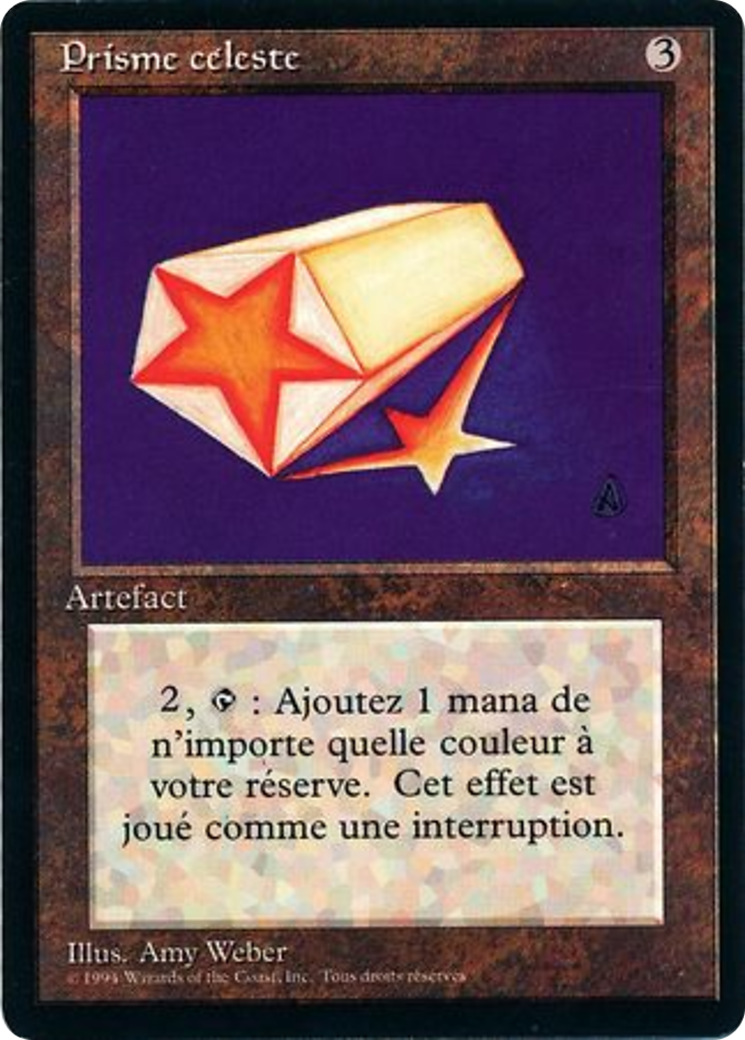 Prisme céleste
3
Artefact
2, : Ajoutez 1 mana de
n'importe quelle couleur à
votre réserve. Cet effet est
joué comme une interruption.
Illus. Amy Weber
© 1994 Wizards of the Coast, Inc. Tous droits réservés